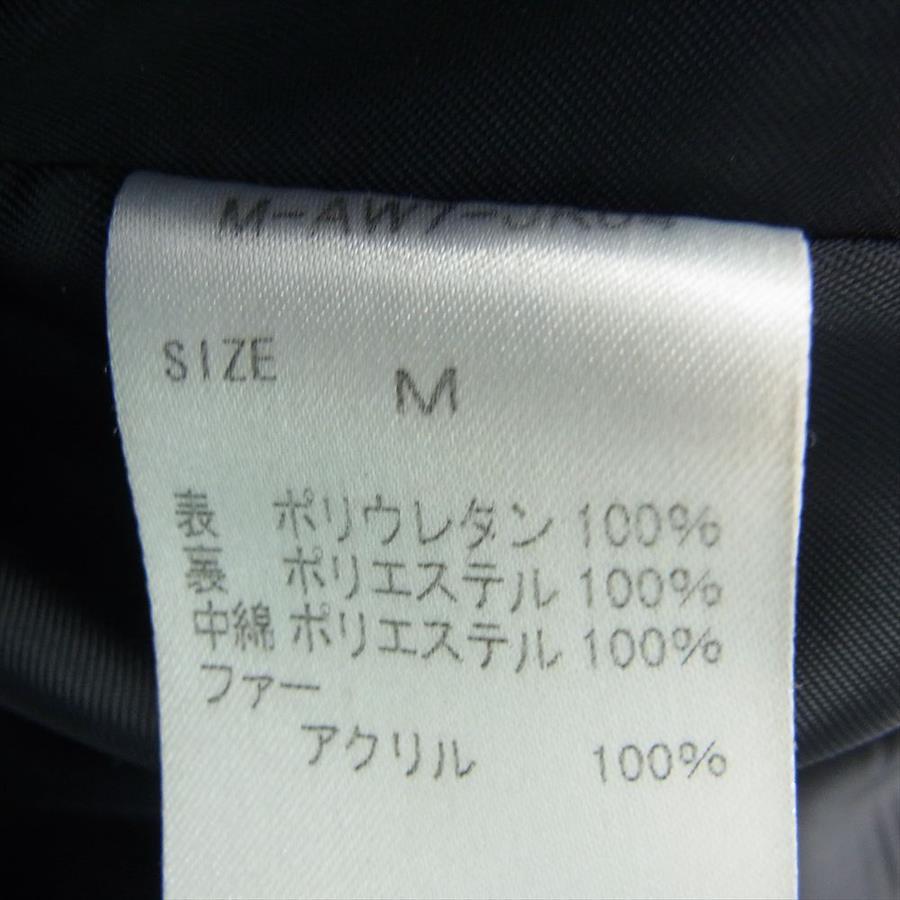 SIZE M
表 ポリウレタン 100%
裏 ポリエステル 100%
中綿 ポリエステル 100%
ファー
アクリル 100%